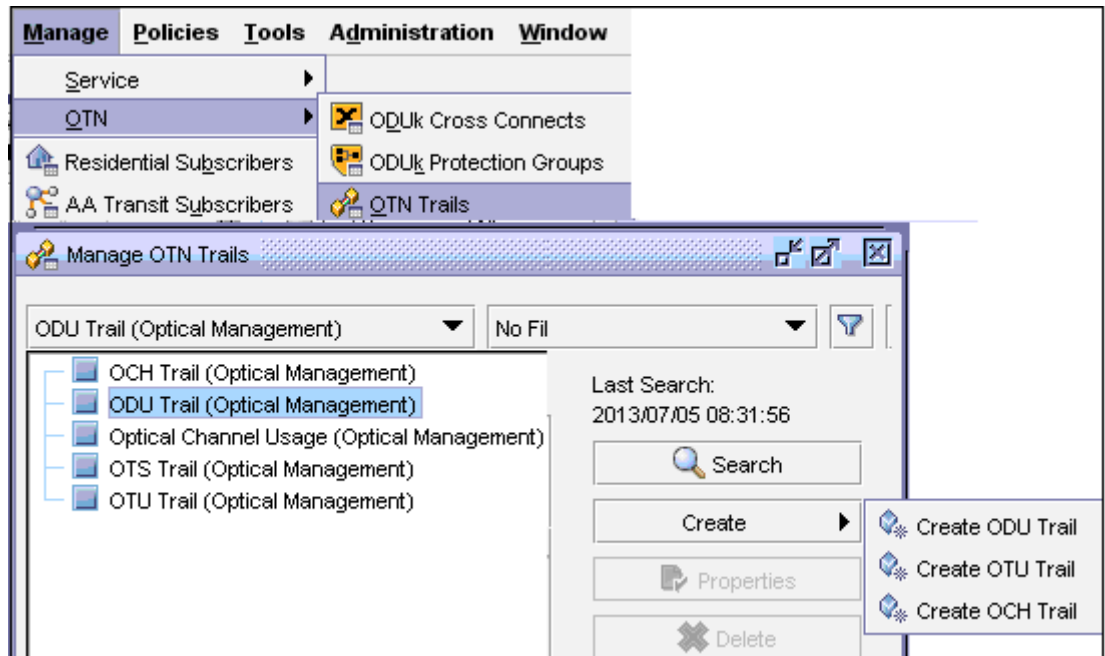 Manage Policies Tools Administration Window
Service
OTN
ODUk Cross Connects
Residential Subscribers
ODUk Protection Groups
AA Transit Subscribers
OTN Trails
Manage OTN Trails
ODU Trail (Optical Management)
No Fil
OCH Trail (Optical Management)
ODU Trail (Optical Management)
Optical Channel Usage (Optical Management)
OTS Trail (Optical Management)
OTU Trail (Optical Management)
Last Search:
2013/07/05 08:31:56
Search
Create
Create ODU Trail
Create OTU Trail
Create OCH Trail
Properties
Delete